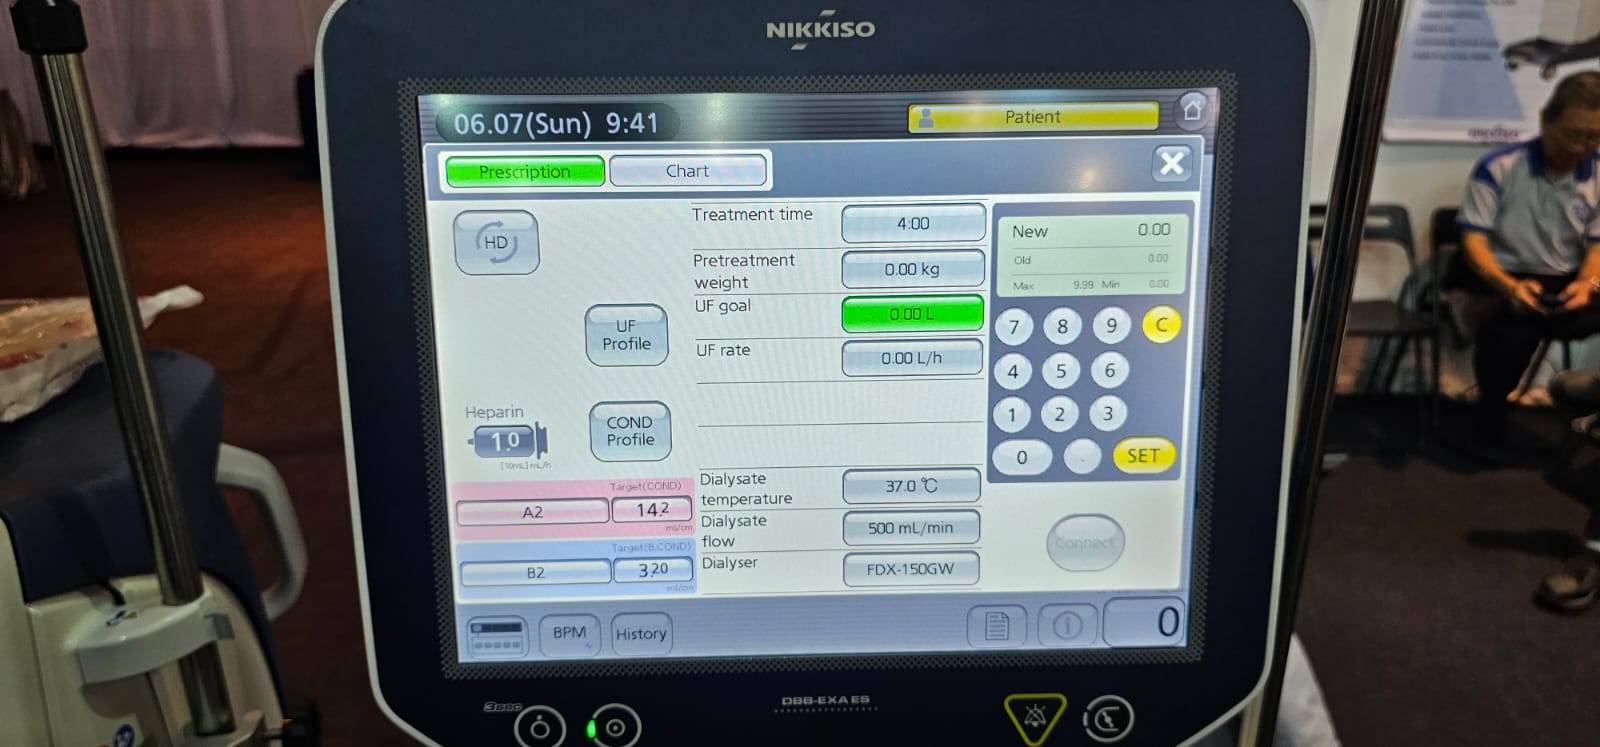 NIKKISO
06.07(Sun) 9:41
Patient
Prescription
Chart
HD
Treatment time
4:00
Pretreatment
weight
0.00 kg
UF goal
0.00 L
UF rate
0.00 L/h
UF
Profile
COND
Profile
Heparin
1.0
[10mL] mL/h
Target(COND)
A2
14.2
mS/cm
Target(B.COND)
B2
3.20
mS/cm
Dialysate
temperature
37.0 °C
Dialysate
flow
500 mL/min
Dialyser
FDX-150GW
New 0.00
Old 0.00
Max 9.99 Min 0.00
7 8 9 C
4 5 6
1 2 3
0 . SET
Connect
BPM
History
0
3sec
DBB-EXA ES